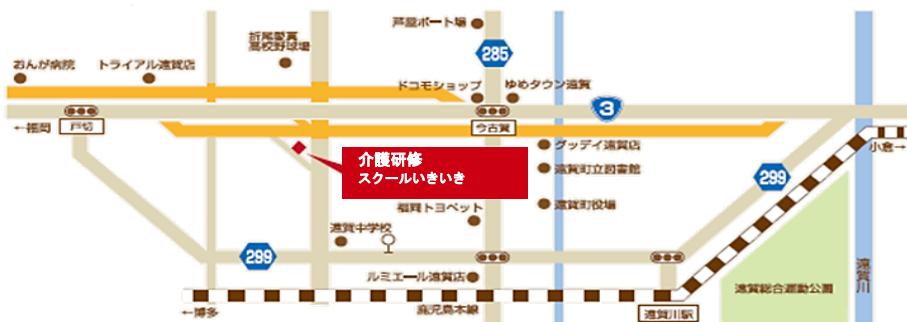 芦屋ボート場
折尾愛真
高校野球場
285
おんが病院
トライアル遠賀店
ドコモショップ
ゆめタウン遠賀
3
←福岡
戸切
今古賀
グッデイ遠賀店
小倉→
介護研修
スクールいきいき
遠賀町立図書館
299
福岡トヨペット
遠賀町役場
遠賀中学校
299
遠賀川
ルミエール遠賀店
遠賀総合運動公園
←博多
鹿児島本線
遠賀川駅